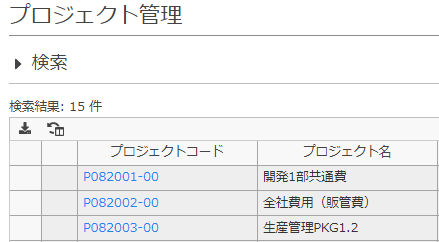 プロジェクト管理
検索
検索結果: 15 件
プロジェクトコード プロジェクト名
P082001-00 開発1部共通費
P082002-00 全社費用（販管費）
P082003-00 生産管理PKG1.2